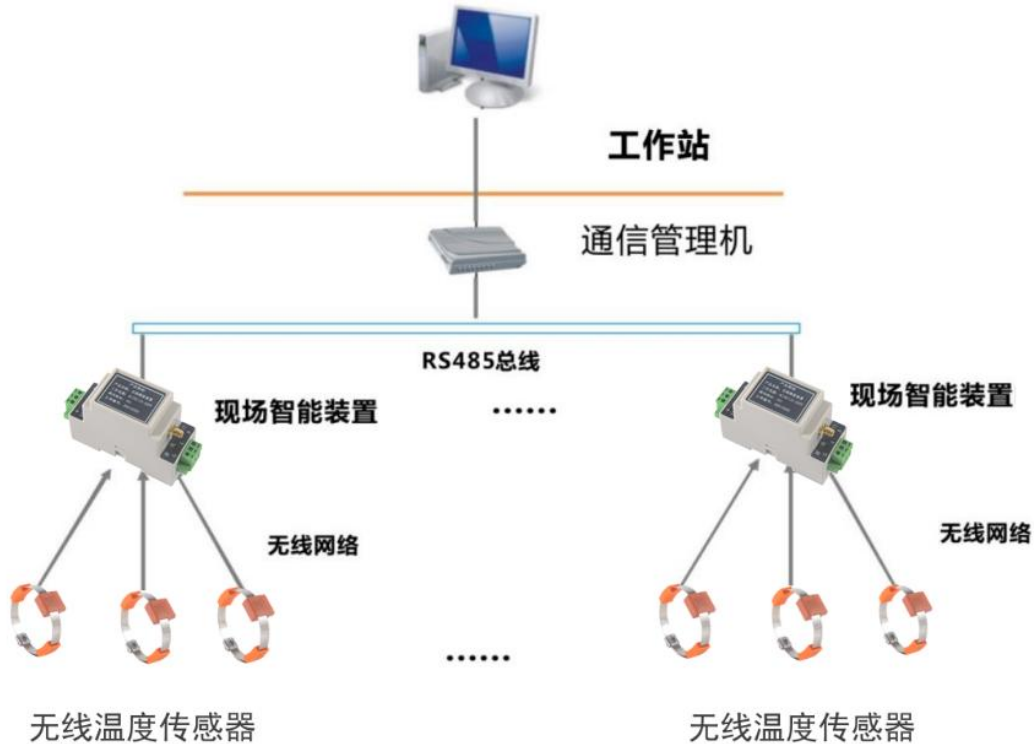 工作站
通信管理机
RS485总线
现场智能装置
......
现场智能装置
无线网络
无线网络
......
无线温度传感器
无线温度传感器